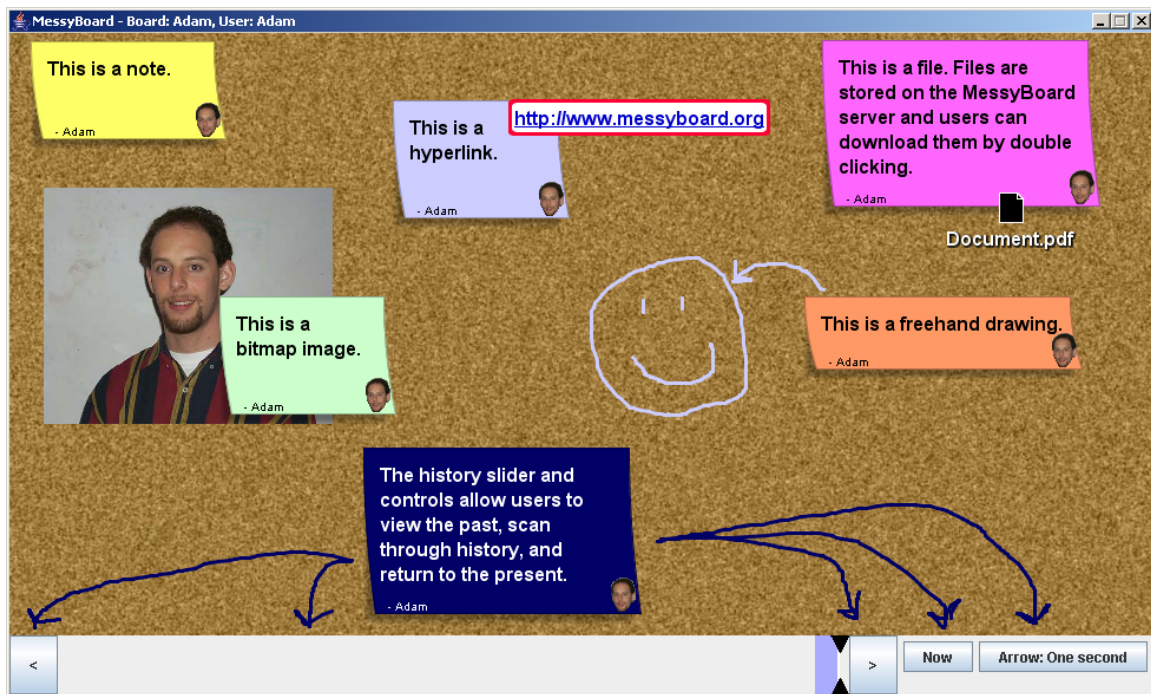 MessyBoard - Board: Adam, User: Adam
This is a note.
- Adam
This is a
hyperlink.
- Adam
http://www.messyboard.org
This is a file. Files are
stored on the MessyBoard
server and users can
download them by double
clicking.
- Adam
Document.pdf
This is a
bitmap image.
- Adam
This is a freehand drawing.
- Adam
The history slider and
controls allow users to
view the past, scan
through history, and
return to the present.
- Adam
<
>
Now
Arrow: One second